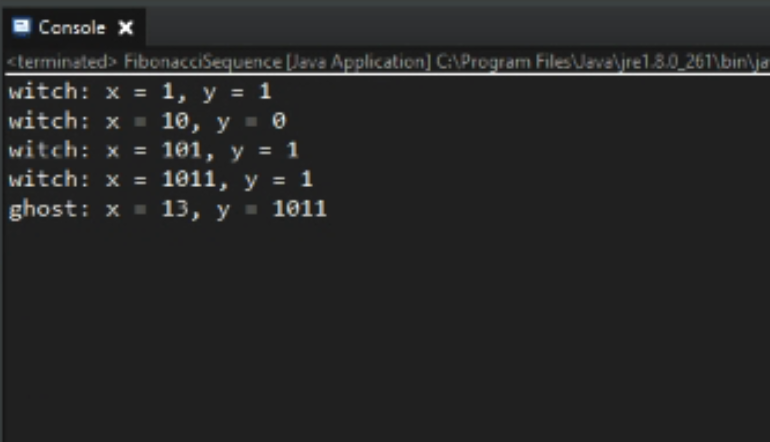 Console
<terminated> FibonacciSequence [Java Application] C:\Program Files\Java\jre1.8.0_261\bin\ja
witch: x = 1, y = 1
witch: x = 10, y = 0
witch: x = 101, y = 1
witch: x = 1011, y = 1
ghost: x = 13, y = 1011